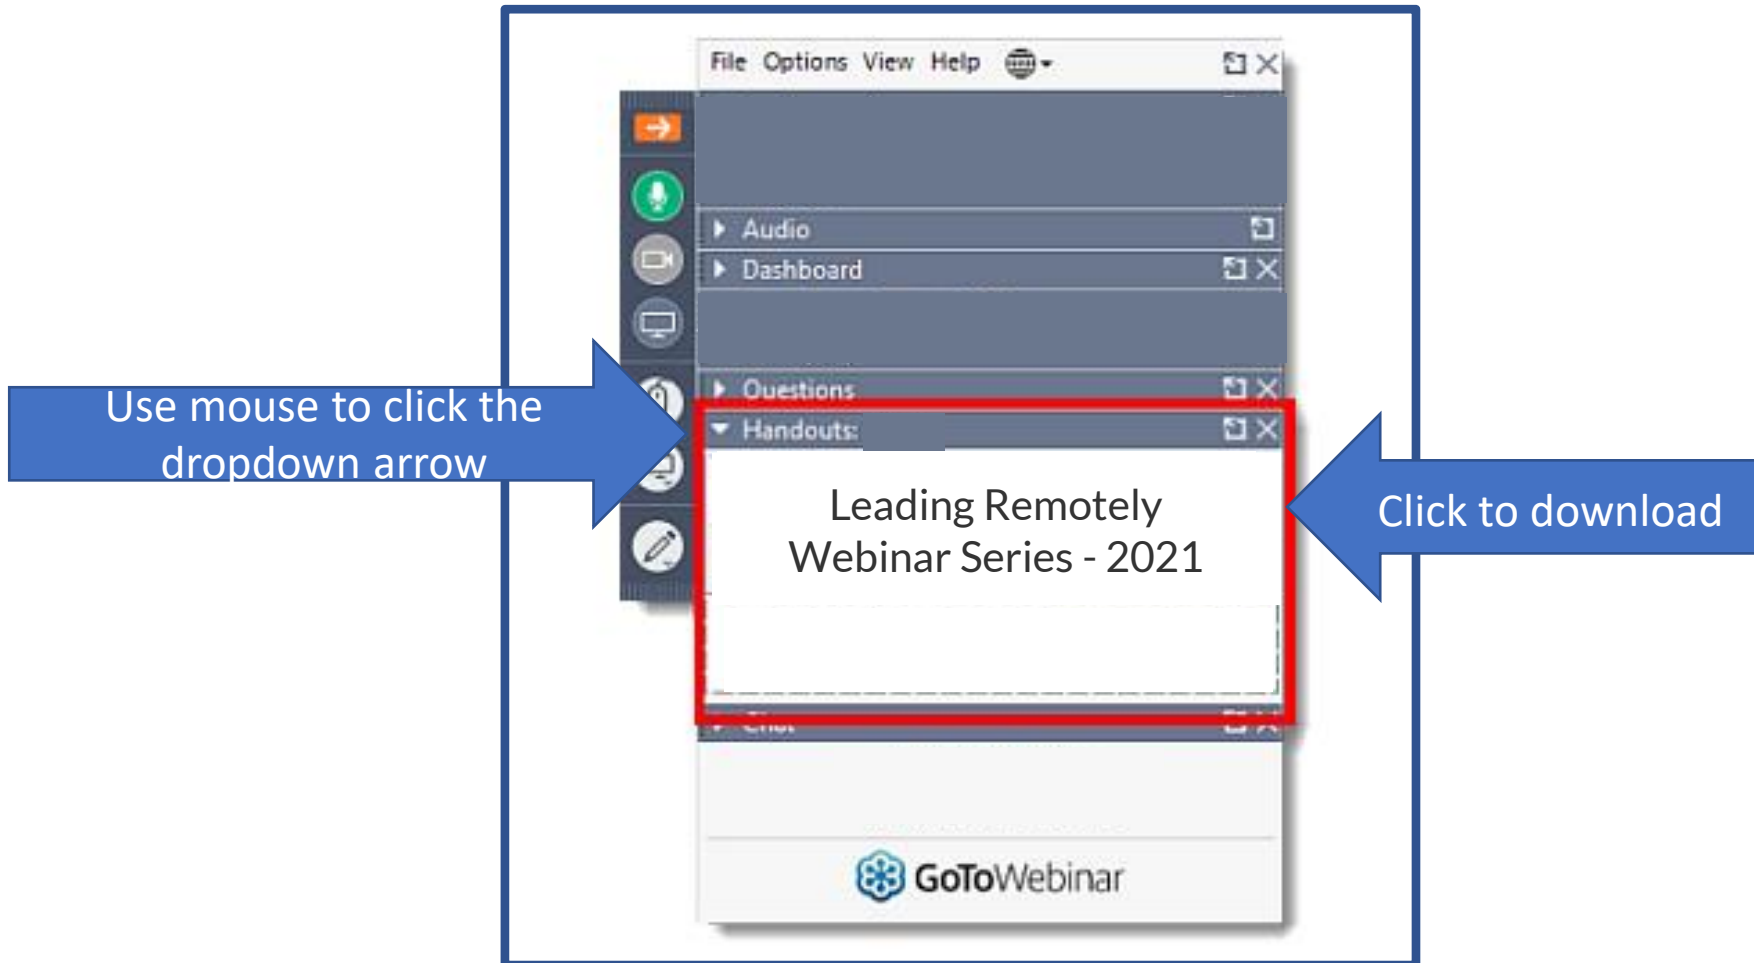 File Options View Help
Audio
Dashboard
Questions
Use mouse to click the
dropdown arrow
Handouts:
Leading Remotely
Webinar Series - 2021
Click to download
Chat
GoToWebinar